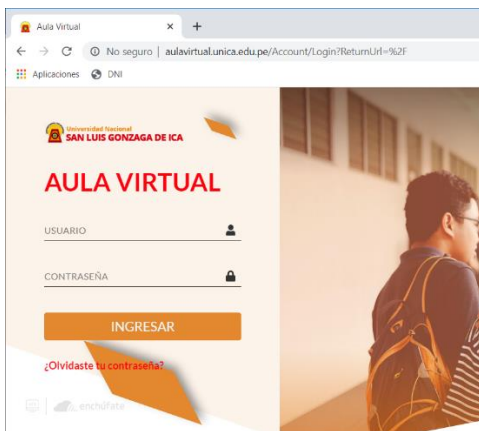 Aula Virtual
No seguro | aulavirtual.unica.edu.pe/Account/Login?ReturnUrl=%2F
Aplicaciones DNI
Universidad Nacional
SAN LUIS GONZAGA DE ICA
AULA VIRTUAL
USUARIO
CONTRASEÑA
INGRESAR
¿Olvidaste tu contraseña?
enchúfate